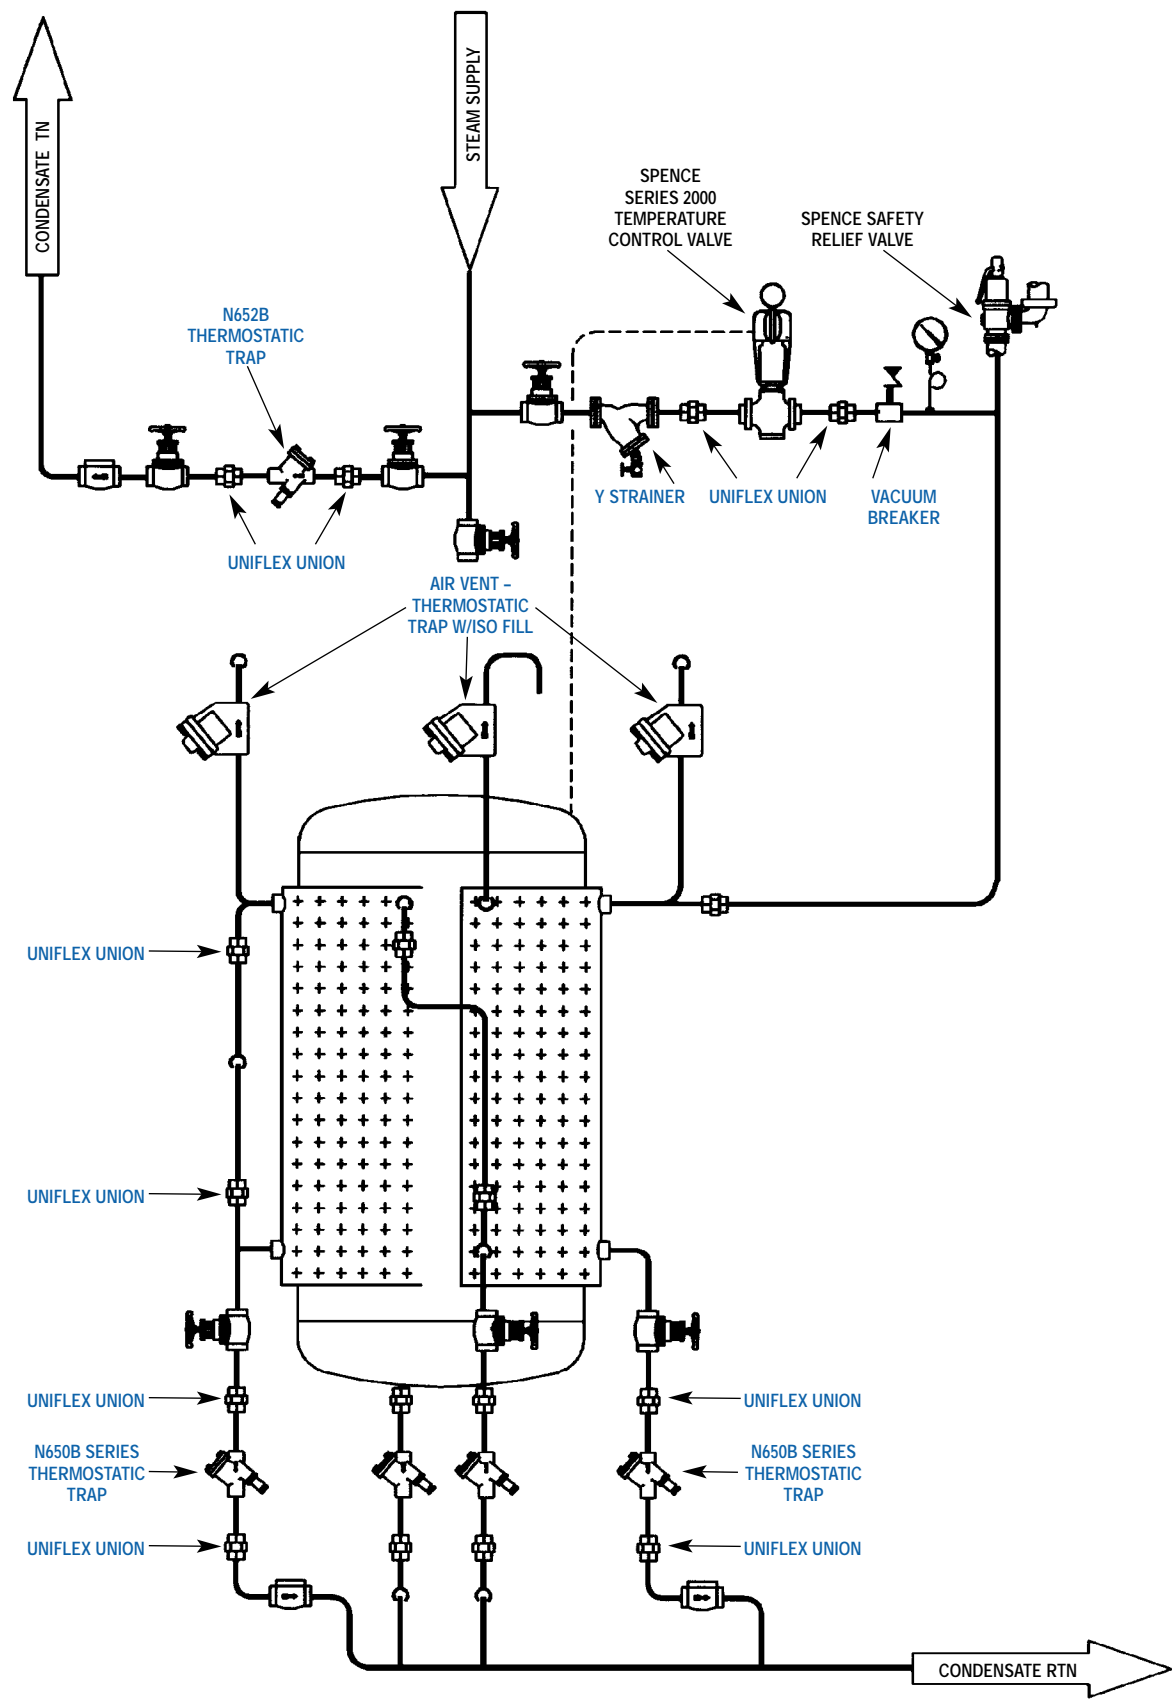 CONDENSATE TN
STEAM SUPPLY
SPENCE
SERIES 2000
TEMPERATURE
CONTROL VALVE
SPENCE SAFETY
RELIEF VALVE
N652B
THERMOSTATIC
TRAP
Y STRAINER
UNIFLEX UNION
VACUUM
BREAKER
UNIFLEX UNION
AIR VENT –
THERMOSTATIC
TRAP W/ISO FILL
UNIFLEX UNION
UNIFLEX UNION
UNIFLEX UNION
UNIFLEX UNION
N650B SERIES
THERMOSTATIC
TRAP
N650B SERIES
THERMOSTATIC
TRAP
UNIFLEX UNION
UNIFLEX UNION
CONDENSATE RTN